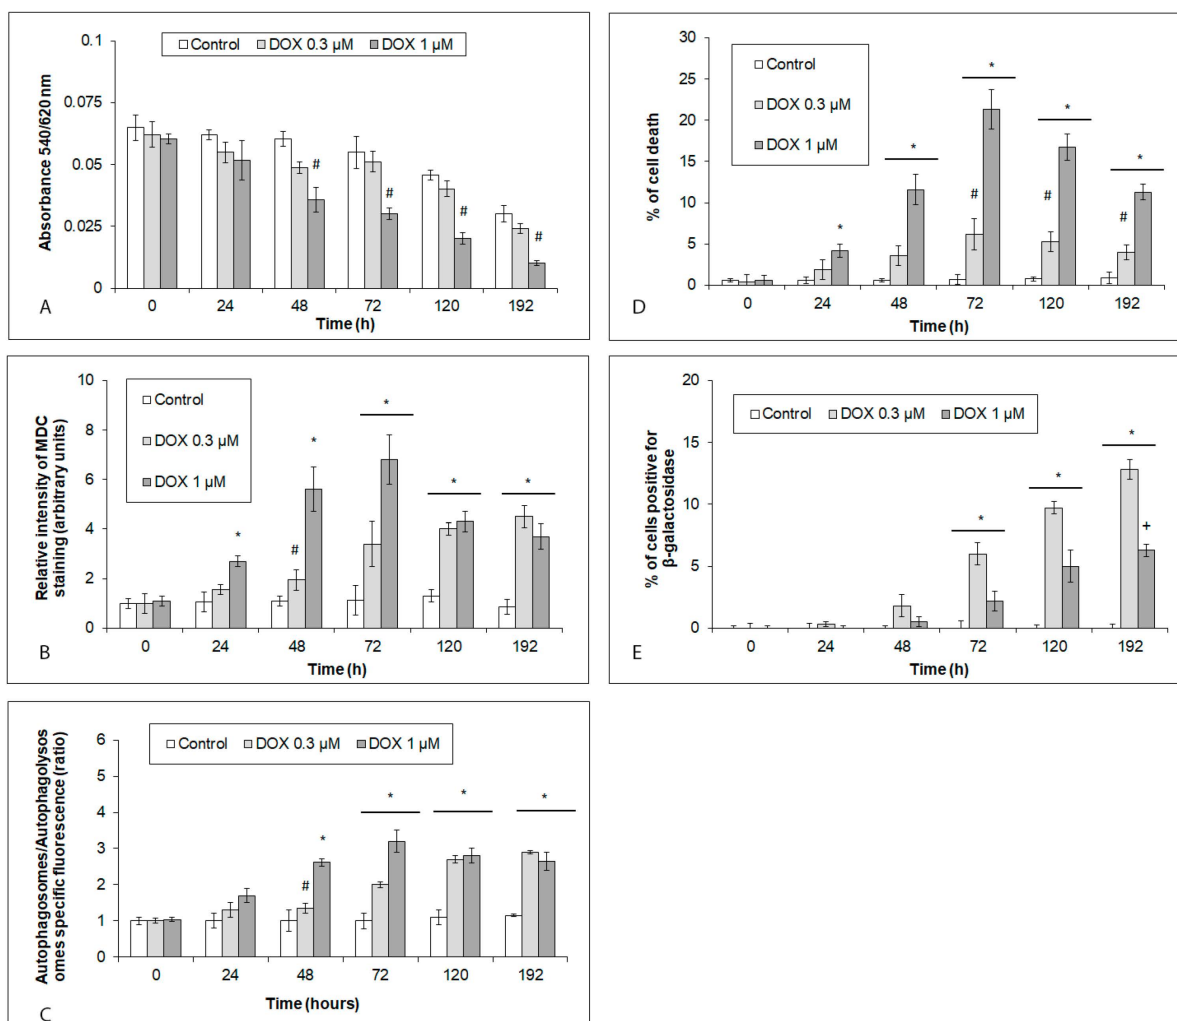 Control DOX 0.3 µM DOX 1 µM
Absorbance 540/620 nm
0.1
0.075
0.05
0.025
0
# # # #
0 24 48 72 120 192
Time (h)
A
Control
DOX 0.3 µM
DOX 1 µM
Relative intensity of MDC
staining (arbitrary units)
10
8
6
4
2
0
* # * * * *
0 24 48 72 120 192
Time (h)
B
Control DOX 0.3 µM DOX 1 µM
Autophagosomes/Autophagolysos
omes specific fluorescence (ratio)
6
5
4
3
2
1
0
# * * * *
0 24 48 72 120 192
Time (hours)
C
Control
DOX 0.3 µM
DOX 1 µM
% of cell death
30
25
20
15
10
5
0
* * * * *
# # #
0 24 48 72 120 192
Time (h)
D
Control DOX 0.3 µM DOX 1 µM
% of cells positive for
β-galactosidase
20
15
10
5
0
* * *
+
0 24 48 72 120 192
Time (h)
E